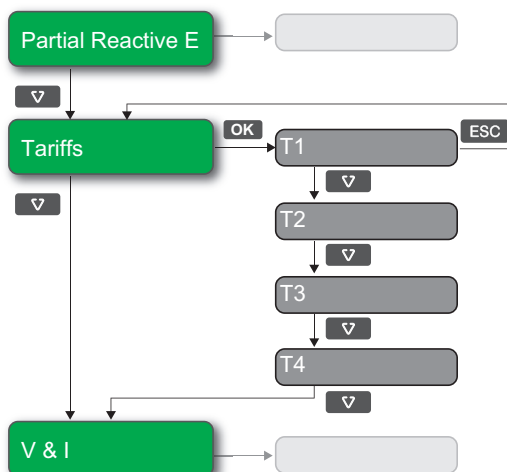 Partial Reactive E
Tariffs
OK
T1
ESC
T2
T3
T4
V & I